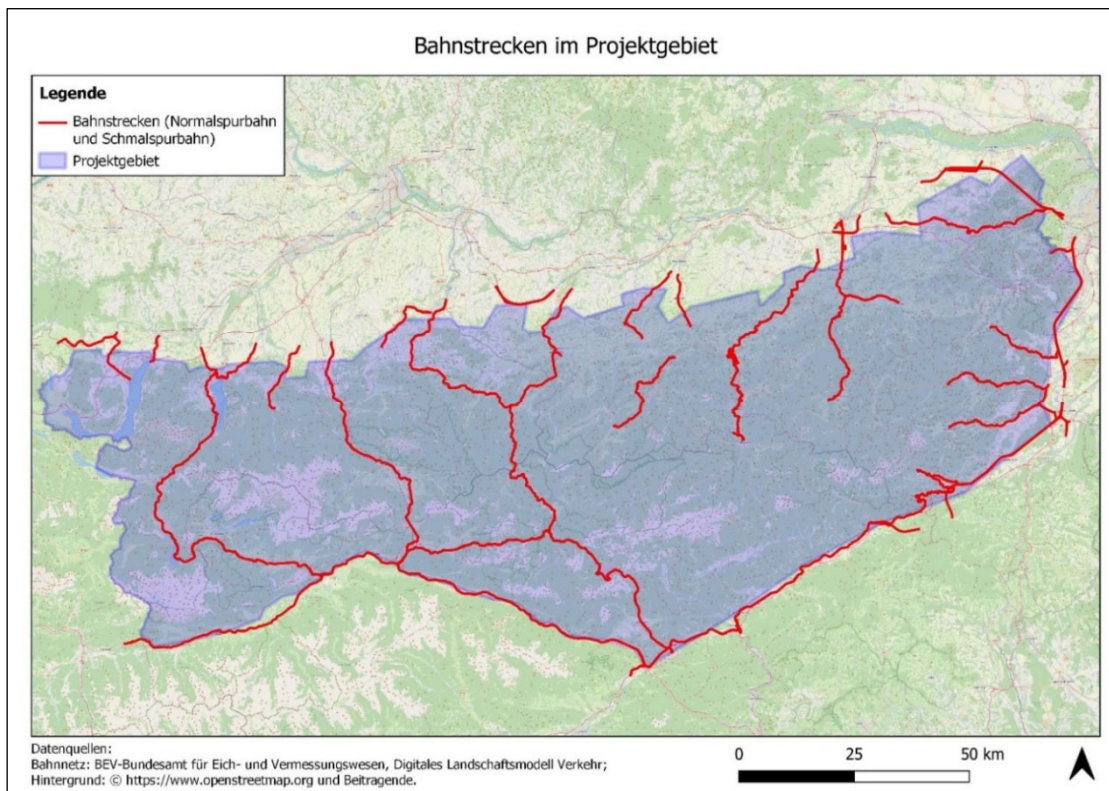 Bahnstrecken im Projektgebiet
Legende
Bahnstrecken (Normalspurbahn
und Schmalspurbahn)
Projektgebiet
Datenquellen:
Bahnnetz: BEV-Bundesamt für Eich- und Vermessungswesen, Digitales Landschaftsmodell Verkehr;
Hintergrund: © https://www.openstreetmap.org und Beitragende.
0 25 50 km